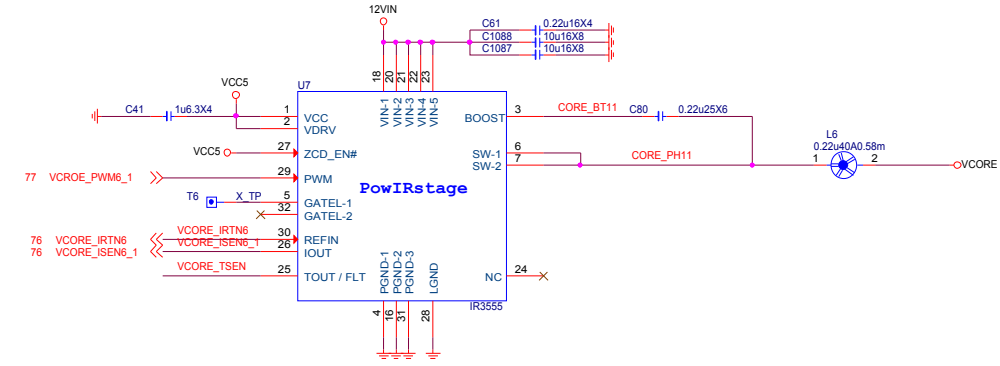 12VIN
C61 0.22u16X4
C1088 10u16X8
C1087 10u16X8
18 20 21 22 23
VCC5 U7
VIN-1 VIN-2 VIN-3 VIN-4 VIN-5
C41 1u6.3X4 1 VCC
2 VDRV
BOOST 3 CORE_BT11 C80 0.22u25X6
VCC5 27 ZCD_EN#
SW-1 6
SW-2 7 CORE_PH11
L6
0.22u40A0.58m
1 2 VCORE
77 VCROE_PWM6_1 29 PWM
PowIRstage
T6 X_TP 5 GATEL-1
32 GATEL-2
VCORE_IRTN6
76 VCORE_IRTN6 30 REFIN
VCORE_ISEN6_1
76 VCORE_ISEN6_1 26 IOUT
VCORE_TSEN 25 TOUT / FLT
NC 24
PGND-1 PGND-2 PGND-3 LGND
IR3555
4 16 31 28